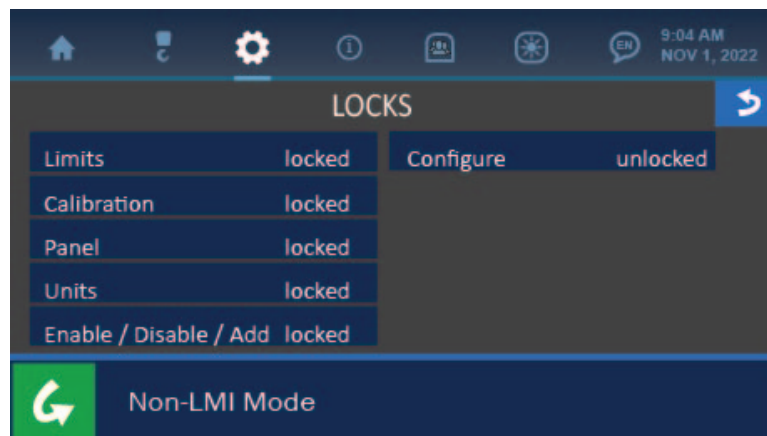 EN
9:04 AM
NOV 1, 2022
LOCKS
Limits locked
Configure unlocked
Calibration locked
Panel locked
Units locked
Enable / Disable / Add locked
Non-LMI Mode